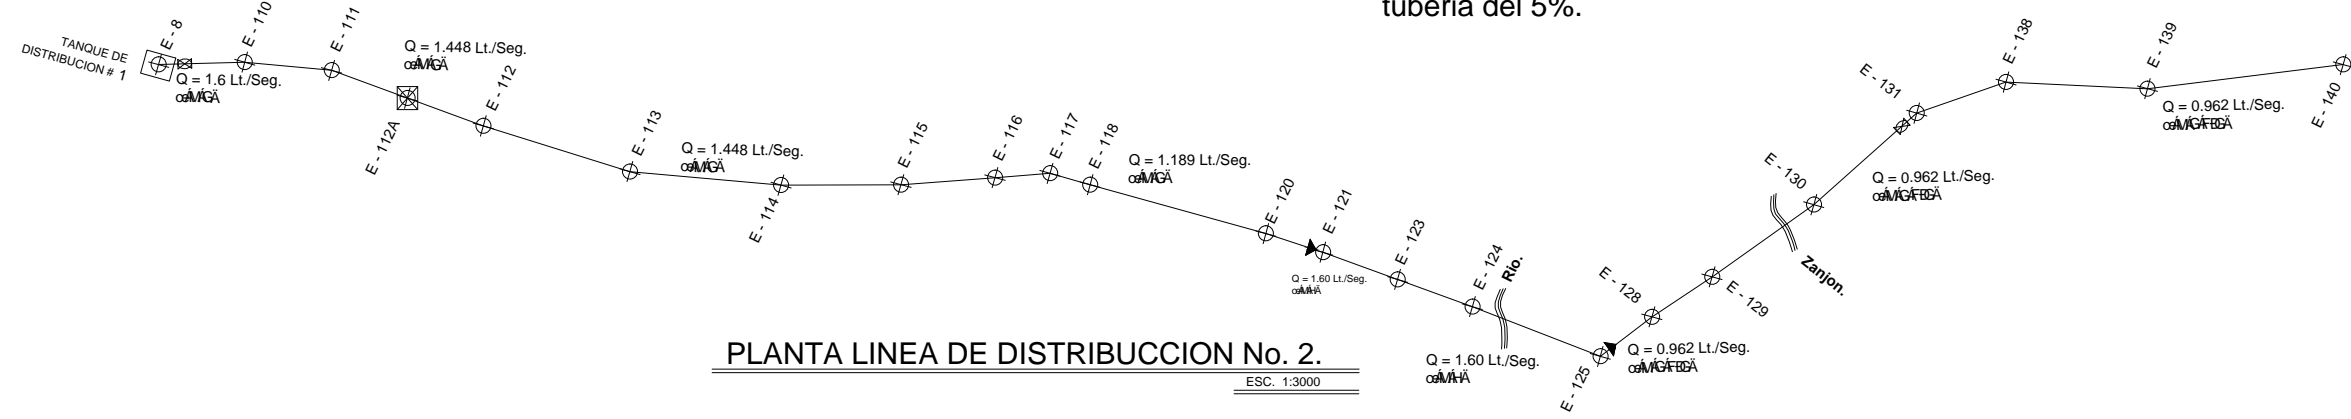 tuberia del 5%.
TANQUE DE
DISTRIBUCION # 1
E - 8
Q = 1.6 Lt./Seg.
E - 110
E - 111
Q = 1.448 Lt./Seg.
E - 112A
E - 112
E - 113
Q = 1.448 Lt./Seg.
E - 114
E - 115
E - 116
E - 117
E - 118
Q = 1.189 Lt./Seg.
E - 120
E - 121
Q = 1.60 Lt./Seg.
E - 123
E - 124
Rio.
Q = 1.60 Lt./Seg.
E - 125
Q = 0.962 Lt./Seg.
E - 128
E - 129
Zanjon.
E - 130
Q = 0.962 Lt./Seg.
E - 131
E - 138
E - 139
Q = 0.962 Lt./Seg.
E - 140
PLANTA LINEA DE DISTRIBUCCION No. 2.
ESC. 1:3000